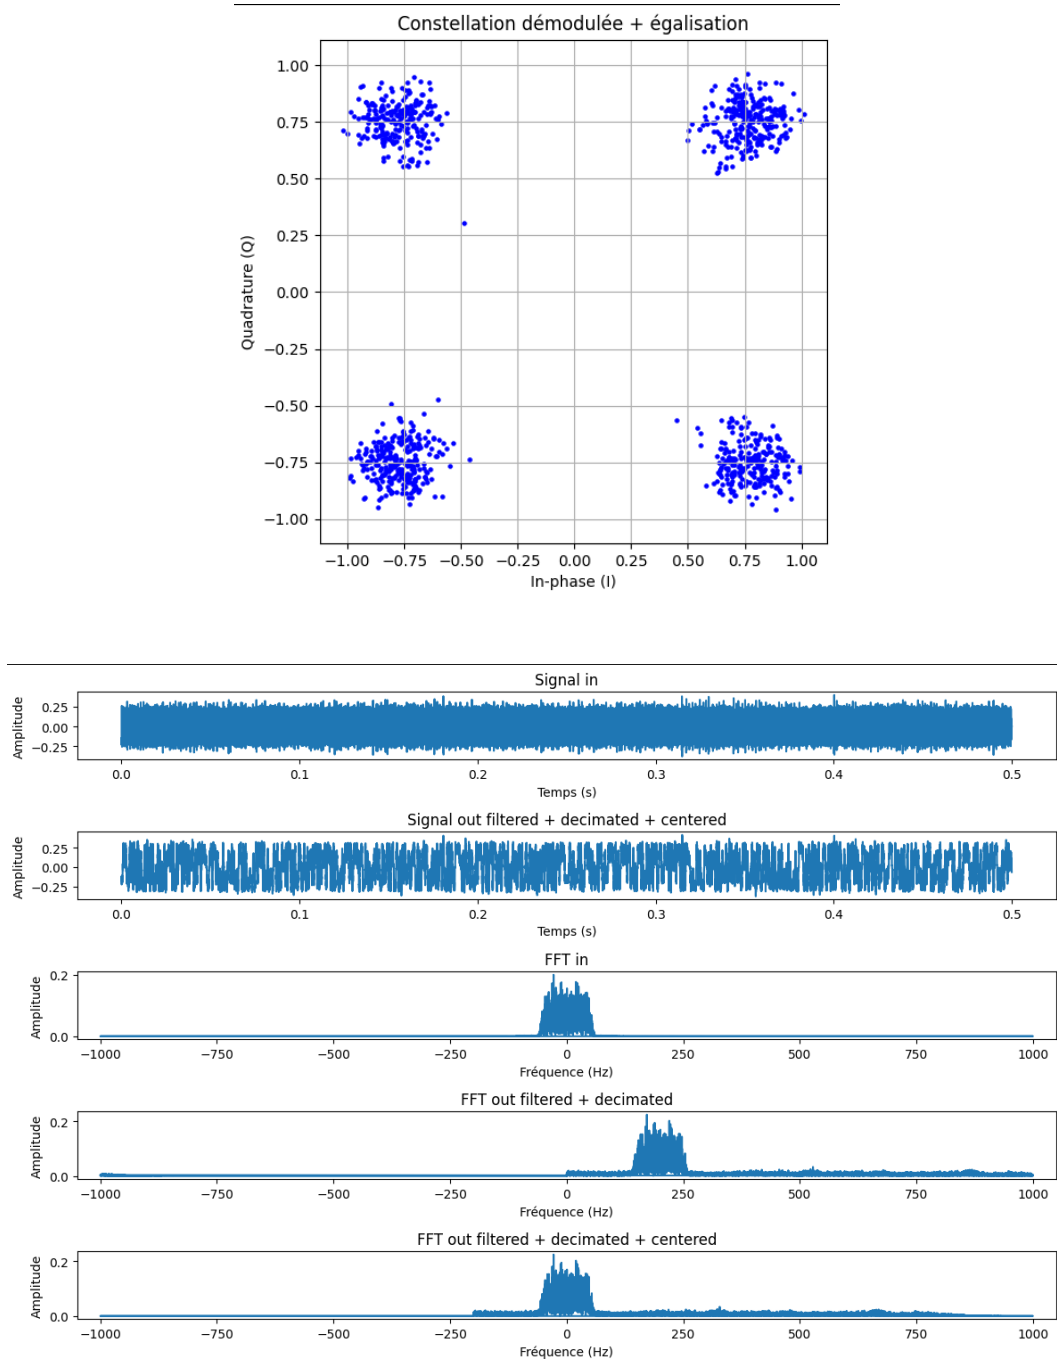 Constellation démodulée + égalisation
1.00
0.75
0.50
0.25
0.00
−0.25
−0.50
−0.75
−1.00
Quadrature (Q)
−1.00 −0.75 −0.50 −0.25 0.00 0.25 0.50 0.75 1.00
In-phase (I)
Signal in
Amplitude
0.25
0.00
−0.25
0.0 0.1 0.2 0.3 0.4 0.5
Temps (s)
Signal out filtered + decimated + centered
Amplitude
0.25
0.00
−0.25
0.0 0.1 0.2 0.3 0.4 0.5
Temps (s)
FFT in
Amplitude
0.2
0.0
−1000 −750 −500 −250 0 250 500 750 1000
Fréquence (Hz)
FFT out filtered + decimated
Amplitude
0.2
0.0
−1000 −750 −500 −250 0 250 500 750 1000
Fréquence (Hz)
FFT out filtered + decimated + centered
Amplitude
0.2
0.0
−1000 −750 −500 −250 0 250 500 750 1000
Fréquence (Hz)